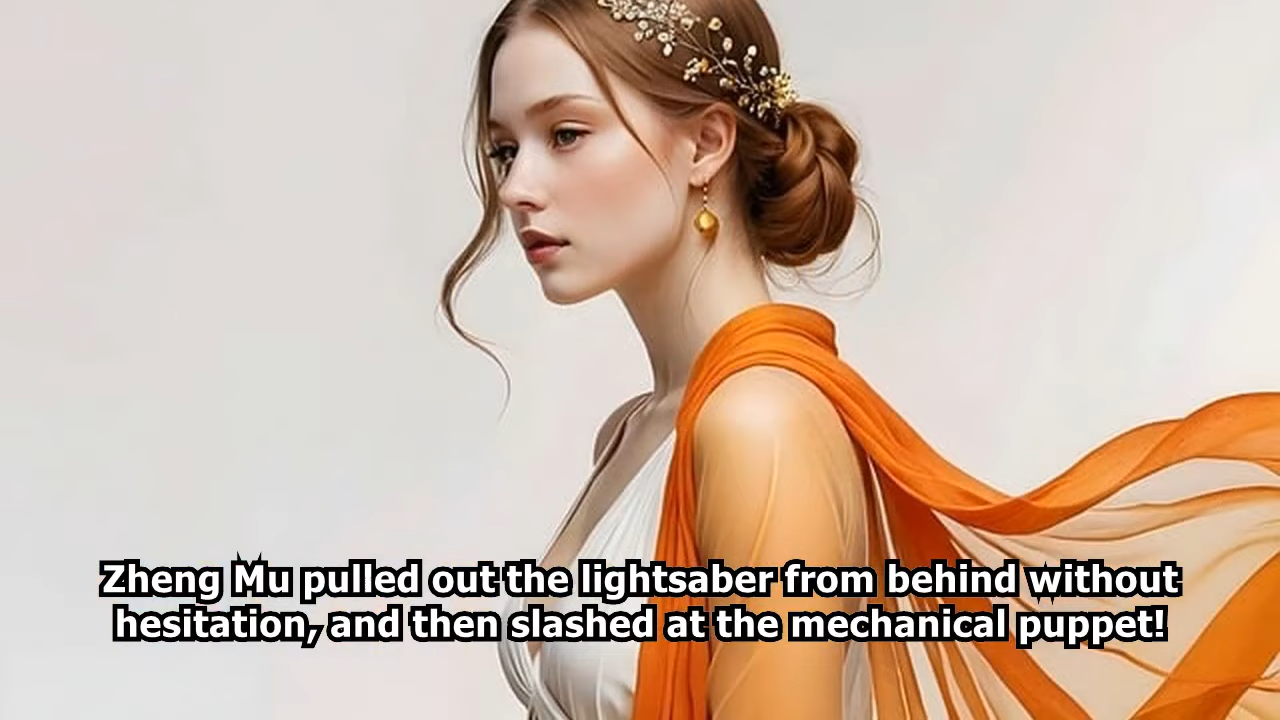 Zheng Mu pulled out the lightsaber from behind without
hesitation, and then slashed at the mechanical puppet!